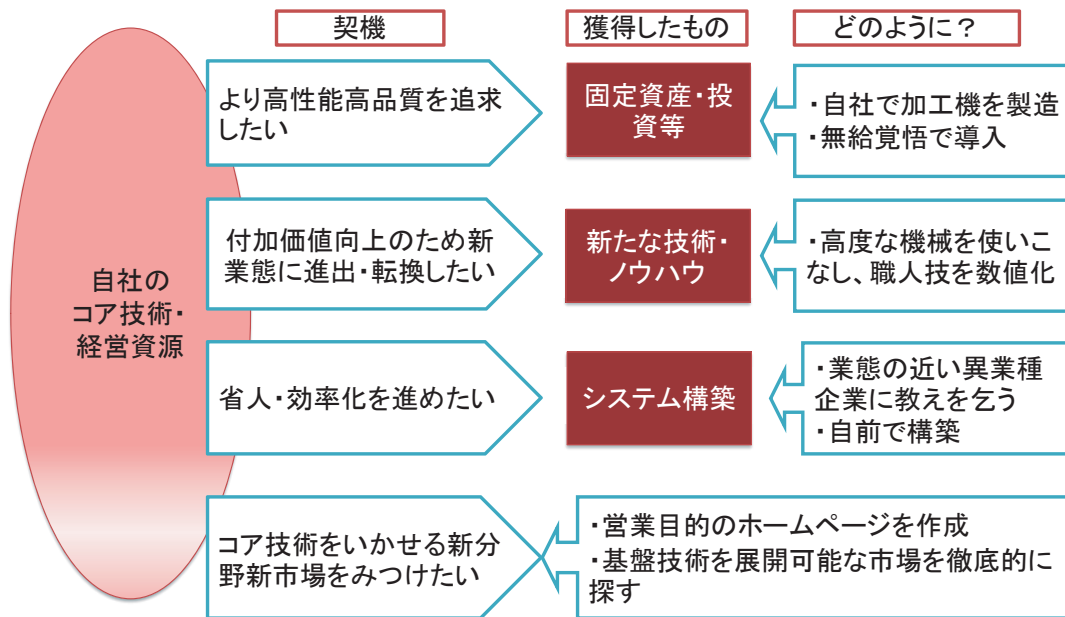 契機
獲得したもの
どのように？
自社の
コア技術・
経営資源
より高性能高品質を追求
したい
固定資産・投
資等
・自社で加工機を製造
・無給覚悟で導入
付加価値向上のため新
業態に進出・転換したい
新たな技術・
ノウハウ
・高度な機械を使いこ
なし、職人技を数値化
省人・効率化を進めたい
システム構築
・業態の近い異業種
企業に教えを乞う
・自前で構築
コア技術をいかせる新分
野新市場をみつけたい
・営業目的のホームページを作成
・基盤技術を展開可能な市場を徹底的に
探す